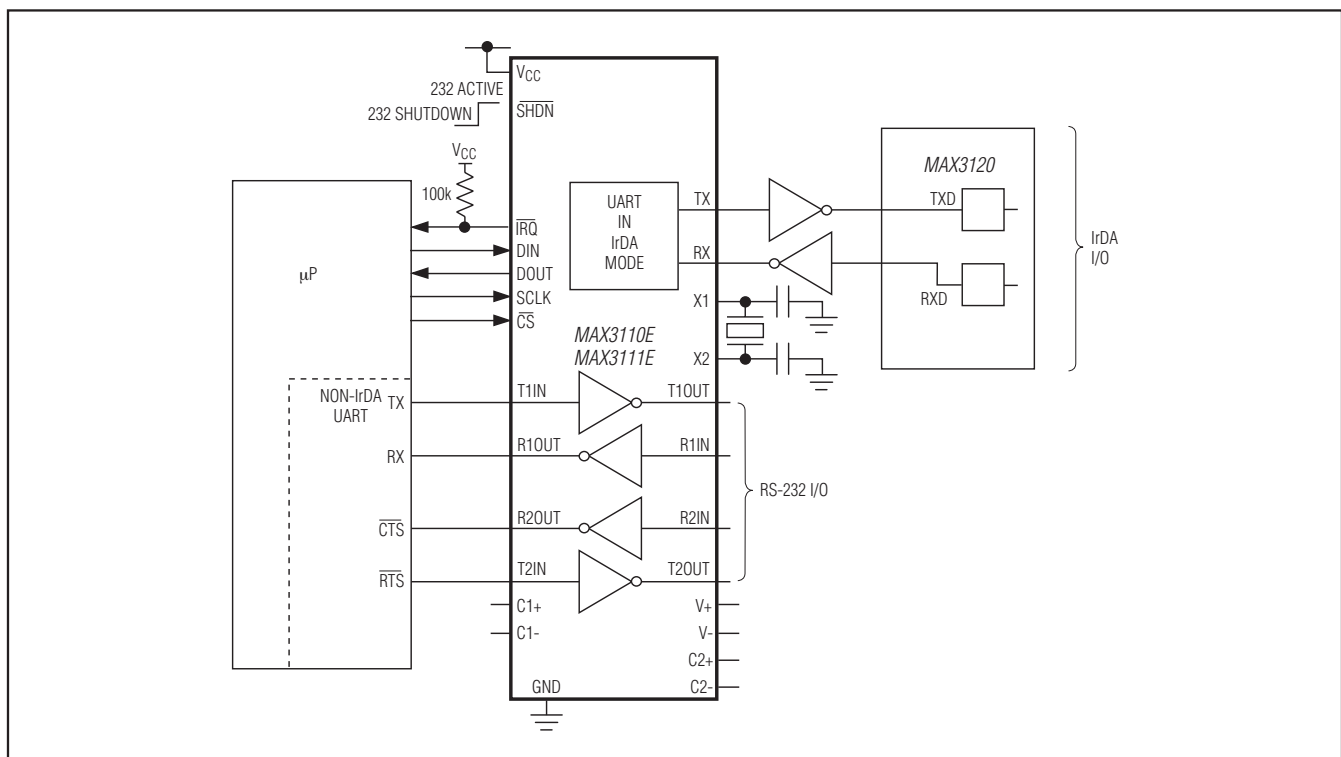 VCC
232 ACTIVE
232 SHUTDOWN
SHDN
VCC
100k
μP
IRQ
DIN
DOUT
SCLK
CS
UART
IN
IrDA
MODE
TX
RX
X1
X2
MAX3110E
MAX3111E
MAX3120
TXD
RXD
IrDA
I/O
NON-IrDA
UART
TX
RX
CTS
RTS
T1IN
R1OUT
R2OUT
T2IN
C1+
C1-
GND
T1OUT
R1IN
R2IN
T2OUT
RS-232 I/O
V+
V-
C2+
C2-